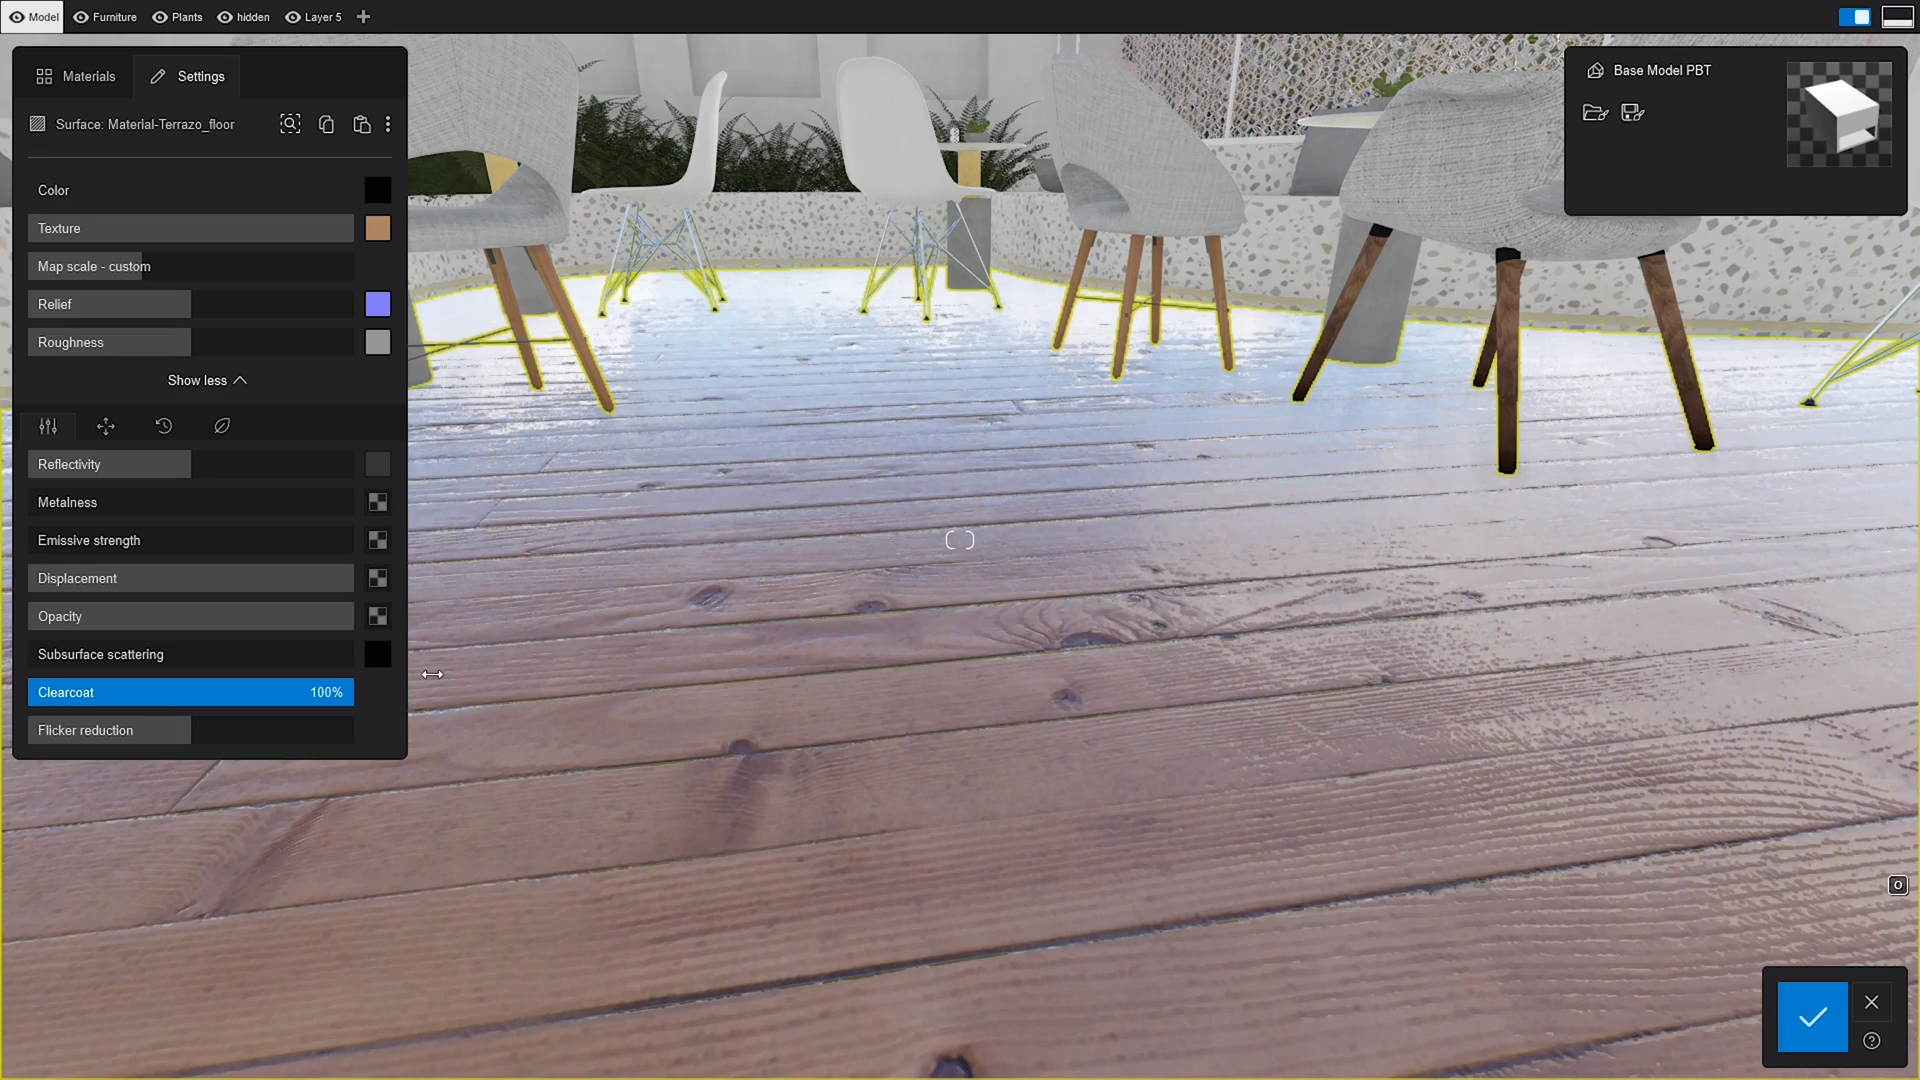 Model Furniture Plants hidden Layer 5
Materials Settings
Base Model PBT
Surface: Material-Terrazo_floor
Color
Texture
Map scale - custom
Relief
Roughness
Show less
Reflectivity
Metalness
Emissive strength
Displacement
Opacity
Subsurface scattering
Clearcoat 100%
Flicker reduction
O